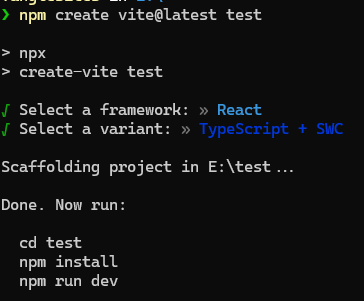 ❯ npm create vite@latest test
> npx
> create-vite test
√ Select a framework: » React
√ Select a variant: » TypeScript + SWC
Scaffolding project in E:\test...
Done. Now run:
cd test
npm install
npm run dev